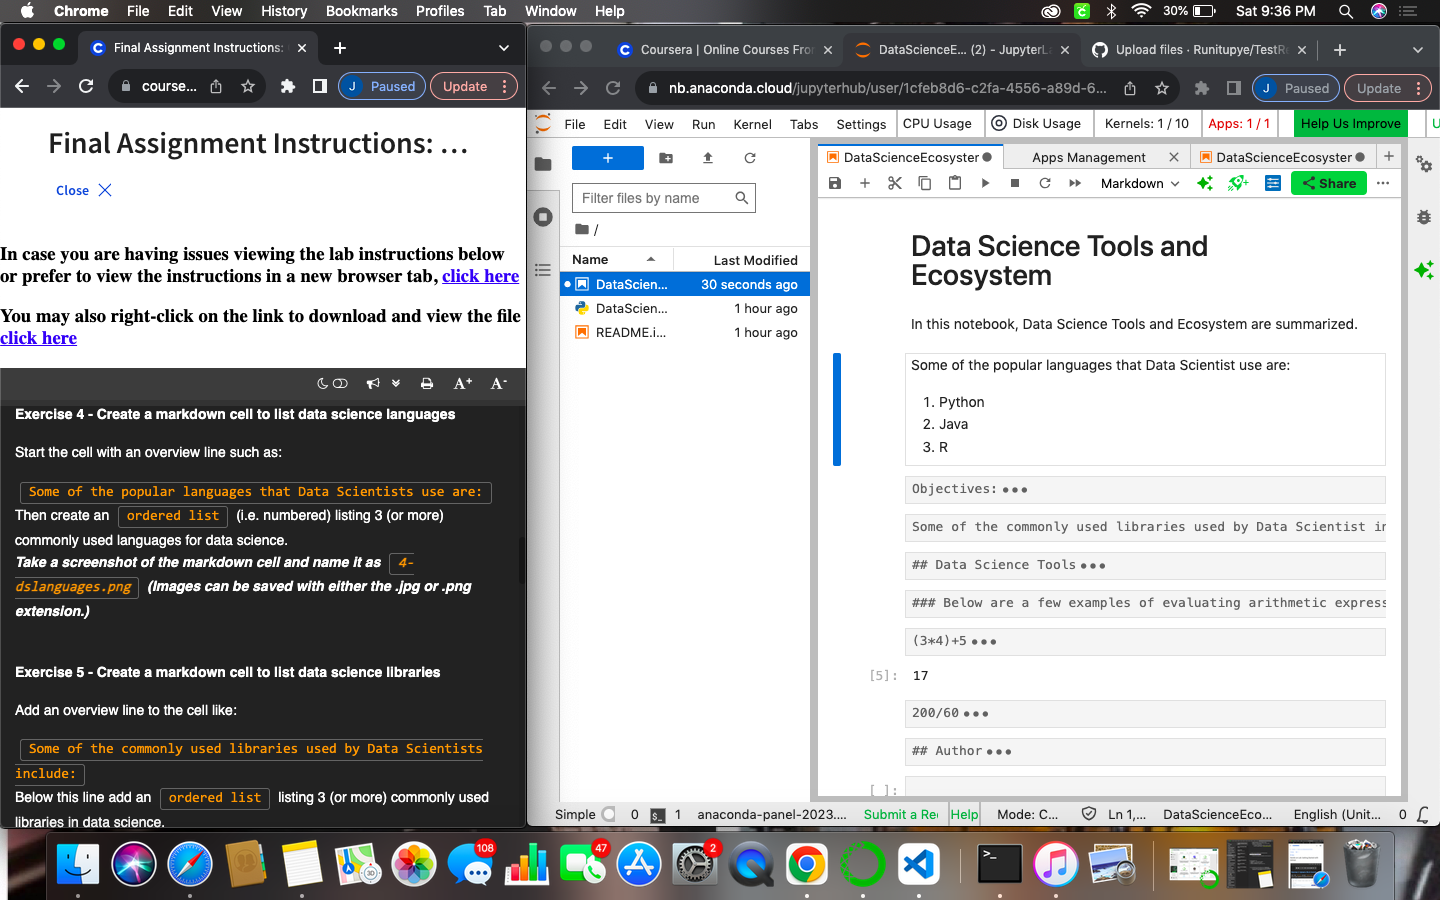 Chrome File Edit View History Bookmarks Profiles Tab Window Help 30% Sat 9:36 PM
Final Assignment Instructions:
course...
J Paused
Update
Final Assignment Instructions: ...
Close
In case you are having issues viewing the lab instructions below
or prefer to view the instructions in a new browser tab, click here
You may also right-click on the link to download and view the file
click here
A+ A-
Exercise 4 - Create a markdown cell to list data science languages
Start the cell with an overview line such as:
Some of the popular languages that Data Scientists use are:
Then create an ordered list (i.e. numbered) listing 3 (or more)
commonly used languages for data science.
Take a screenshot of the markdown cell and name it as 4-
dslanguages.png (Images can be saved with either the .jpg or .png
extension.)
Exercise 5 - Create a markdown cell to list data science libraries
Add an overview line to the cell like:
Some of the commonly used libraries used by Data Scientists
include:
Below this line add an ordered list listing 3 (or more) commonly used
libraries in data science.
Coursera | Online Courses Fro
DataScienceE... (2) - JupyterL
Upload files · Runitupye/TestR
nb.anaconda.cloud/jupyterhub/user/1cfeb8d6-c2fa-4556-a89d-6...
J Paused
Update
File Edit View Run Kernel Tabs Settings CPU Usage Disk Usage Kernels: 1 / 10 Apps: 1 / 1 Help Us Improve
Filter files by name
/
Name Last Modified
DataScien... 30 seconds ago
DataScien... 1 hour ago
README.i... 1 hour ago
DataScienceEcosyster Apps Management DataScienceEcosyster
Markdown Share
Data Science Tools and
Ecosystem
In this notebook, Data Science Tools and Ecosystem are summarized.
Some of the popular languages that Data Scientist use are:
1. Python
2. Java
3. R
Objectives:
Some of the commonly used libraries used by Data Scientist in
## Data Science Tools
### Below are a few examples of evaluating arithmetic express
(3*4)+5
[5]: 17
200/60
## Author
[ ]:
Simple 0 1 anaconda-panel-2023.... Submit a Re Help Mode: C... Ln 1,... DataScienceEco... English (Unit... 0
108
47
2
30